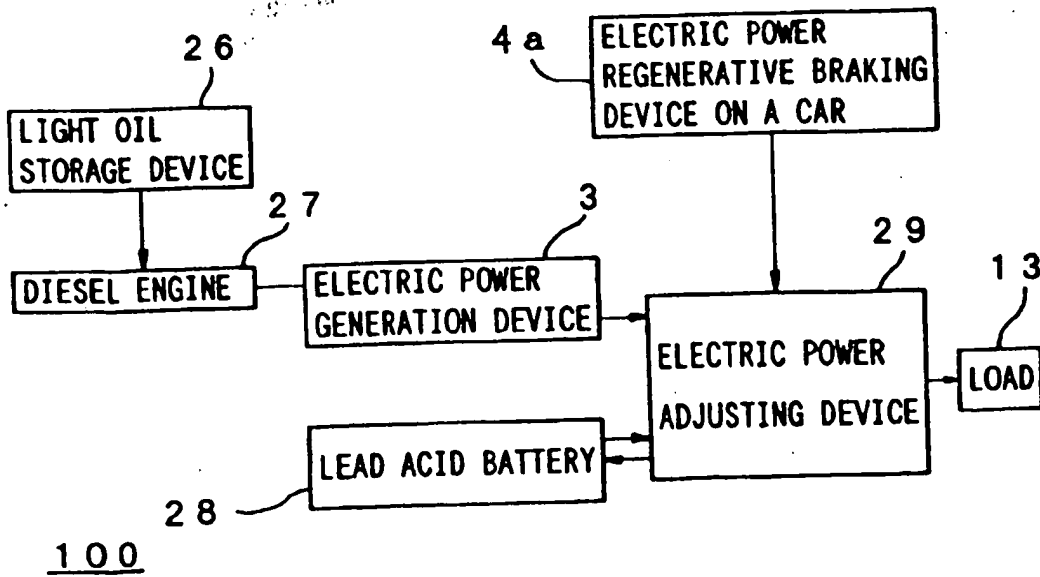 26
LIGHT OIL
STORAGE DEVICE
4a
ELECTRIC POWER
REGENERATIVE BRAKING
DEVICE ON A CAR
27
DIESEL ENGINE
3
ELECTRIC POWER
GENERATION DEVICE
29
ELECTRIC POWER
ADJUSTING DEVICE
13
LOAD
LEAD ACID BATTERY
28
100